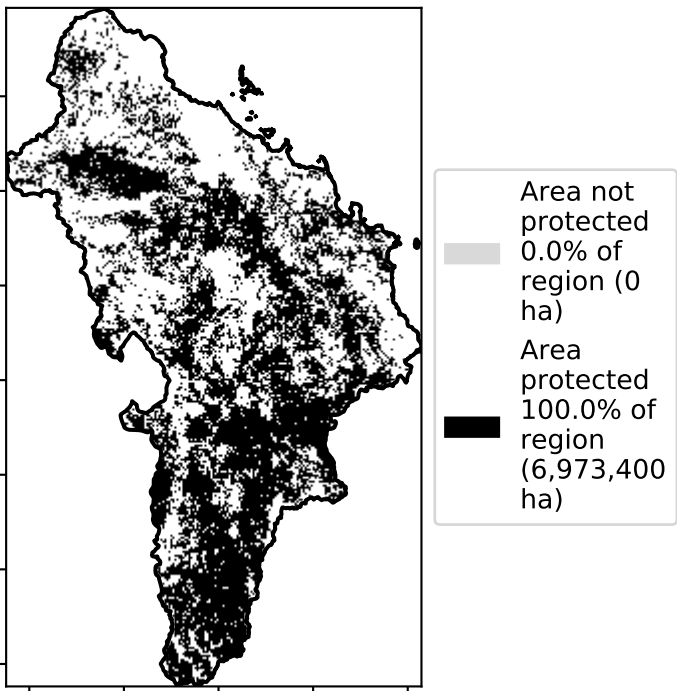 Area not
protected
0.0% of
region (0
ha)
Area
protected
100.0% of
region
(6,973,400
ha)